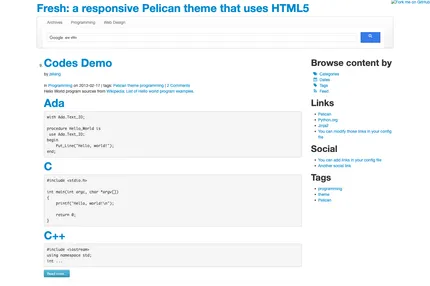 Fork me on GitHub
Fresh: a responsive Pelican theme that uses HTML5
Archives Programming Web Design
Google
Codes Demo
by jsliang
in Programming on 2012-02-17 | tags: Pelican theme programming | 2 Comments
Hello World program sources from Wikipedia, List of hello world program examples.
Ada
with Ada.Text_IO;
procedure Hello_World is
use Ada.Text_IO;
begin
Put_Line("Hello, world!");
end;
C
#include <stdio.h>
int main(int argc, char *argv[])
{
printf("Hello, world!\n");
return 0;
}
C++
#include <iostream>
using namespace std;
int ...
Read more...
Browse content by
Categories
Dates
Tags
Feed
Links
Pelican
Python.org
Jinja2
You can modify those links in your config
file
Social
You can add links in your config file
Another social link
Tags
programming
theme
Pelican